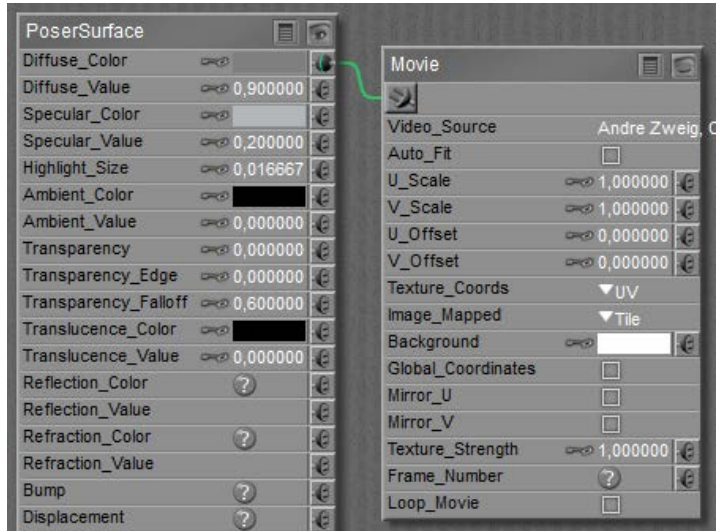 PoserSurface
Diffuse_Color
Diffuse_Value 0,900000
Specular_Color
Specular_Value 0,200000
Highlight_Size 0,016667
Ambient_Color
Ambient_Value 0,000000
Transparency 0,000000
Transparency_Edge 0,000000
Transparency_Falloff 0,600000
Translucence_Color
Translucence_Value 0,000000
Reflection_Color ?
Reflection_Value
Refraction_Color ?
Refraction_Value
Bump ?
Displacement ?
Movie
Video_Source Andre Zweig, C
Auto_Fit
U_Scale 1,000000
V_Scale 1,000000
U_Offset 0,000000
V_Offset 0,000000
Texture_Coords UV
Image_Mapped Tile
Background
Global_Coordinates
Mirror_U
Mirror_V
Texture_Strength 1,000000
Frame_Number ?
Loop_Movie